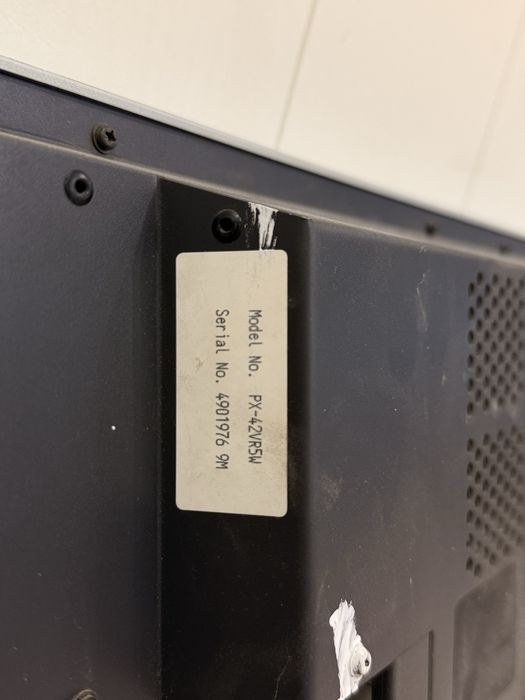 Model No. PX-42VR5W
Serial No. 4901976 9M